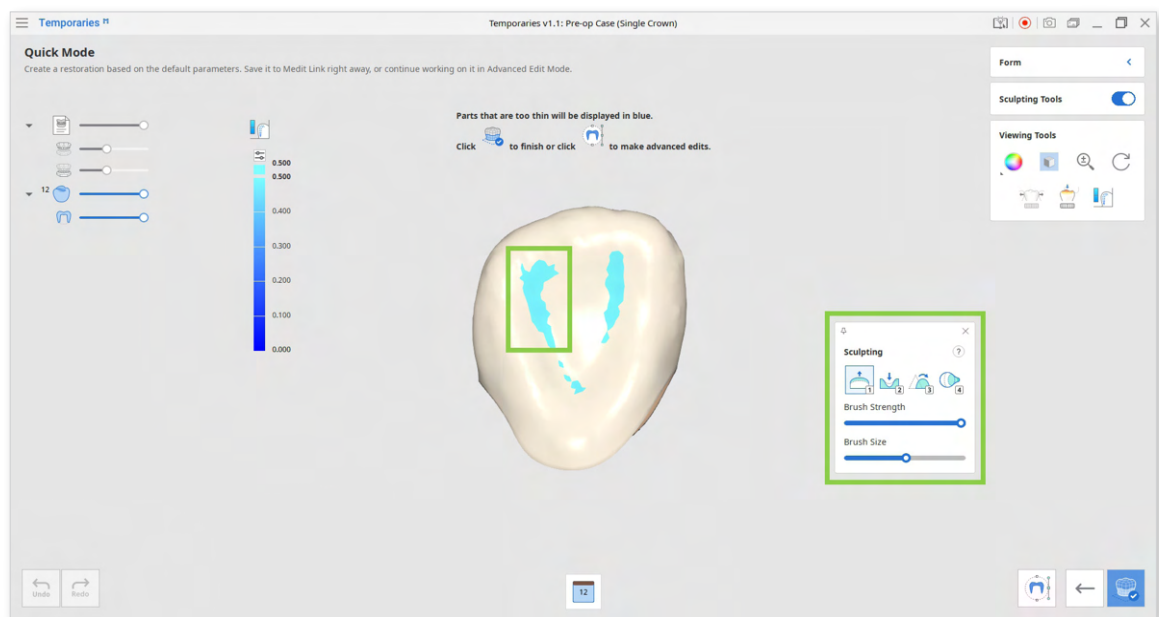 Temporaries
Temporaries v1.1: Pre-op Case (Single Crown)
Quick Mode
Create a restoration based on the default parameters. Save it to Medit Link right away, or continue working on it in Advanced Edit Mode.
Form
Sculpting Tools
Viewing Tools
12
Parts that are too thin will be displayed in blue.
Click to finish or click to make advanced edits.
0.500
0.500
0.400
0.300
0.200
0.100
0.000
Sculpting
?
1 2 3 4
Brush Strength
Brush Size
Undo Redo
12